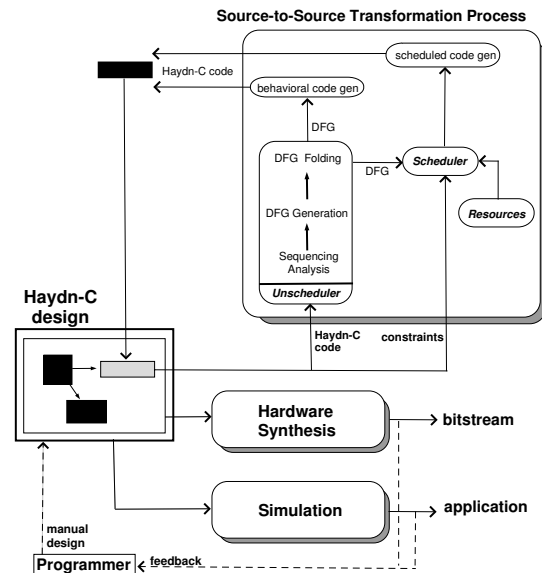 Source-to-Source Transformation Process
scheduled code gen
Haydn-C code
behavioral code gen
DFG
DFG Folding
DFG
Scheduler
DFG Generation
Resources
Sequencing
Analysis
Unscheduler
Haydn-C
design
Haydn-C
code
constraints
Hardware
Synthesis
bitstream
Simulation
application
manual
design
feedback
Programmer